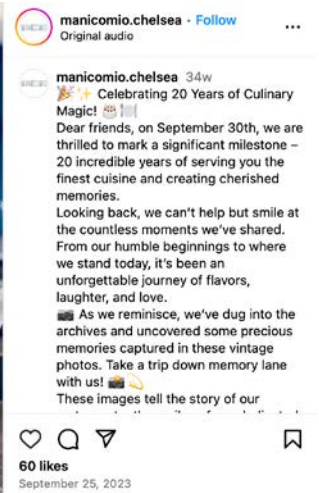 manicomio.chelsea • Follow
Original audio
manicomio.chelsea 34w
🎉✨ Celebrating 20 Years of Culinary
Magic! 🎂🍽️
Dear friends, on September 30th, we are
thrilled to mark a significant milestone –
20 incredible years of serving you the
finest cuisine and creating cherished
memories.
Looking back, we can't help but smile at
the countless moments we've shared.
From our humble beginnings to where
we stand today, it's been an
unforgettable journey of flavors,
laughter, and love.
📷 As we reminisce, we've dug into the
archives and uncovered some precious
memories captured in these vintage
photos. Take a trip down memory lane
with us! 📸💫
These images tell the story of our
60 likes
September 25, 2023